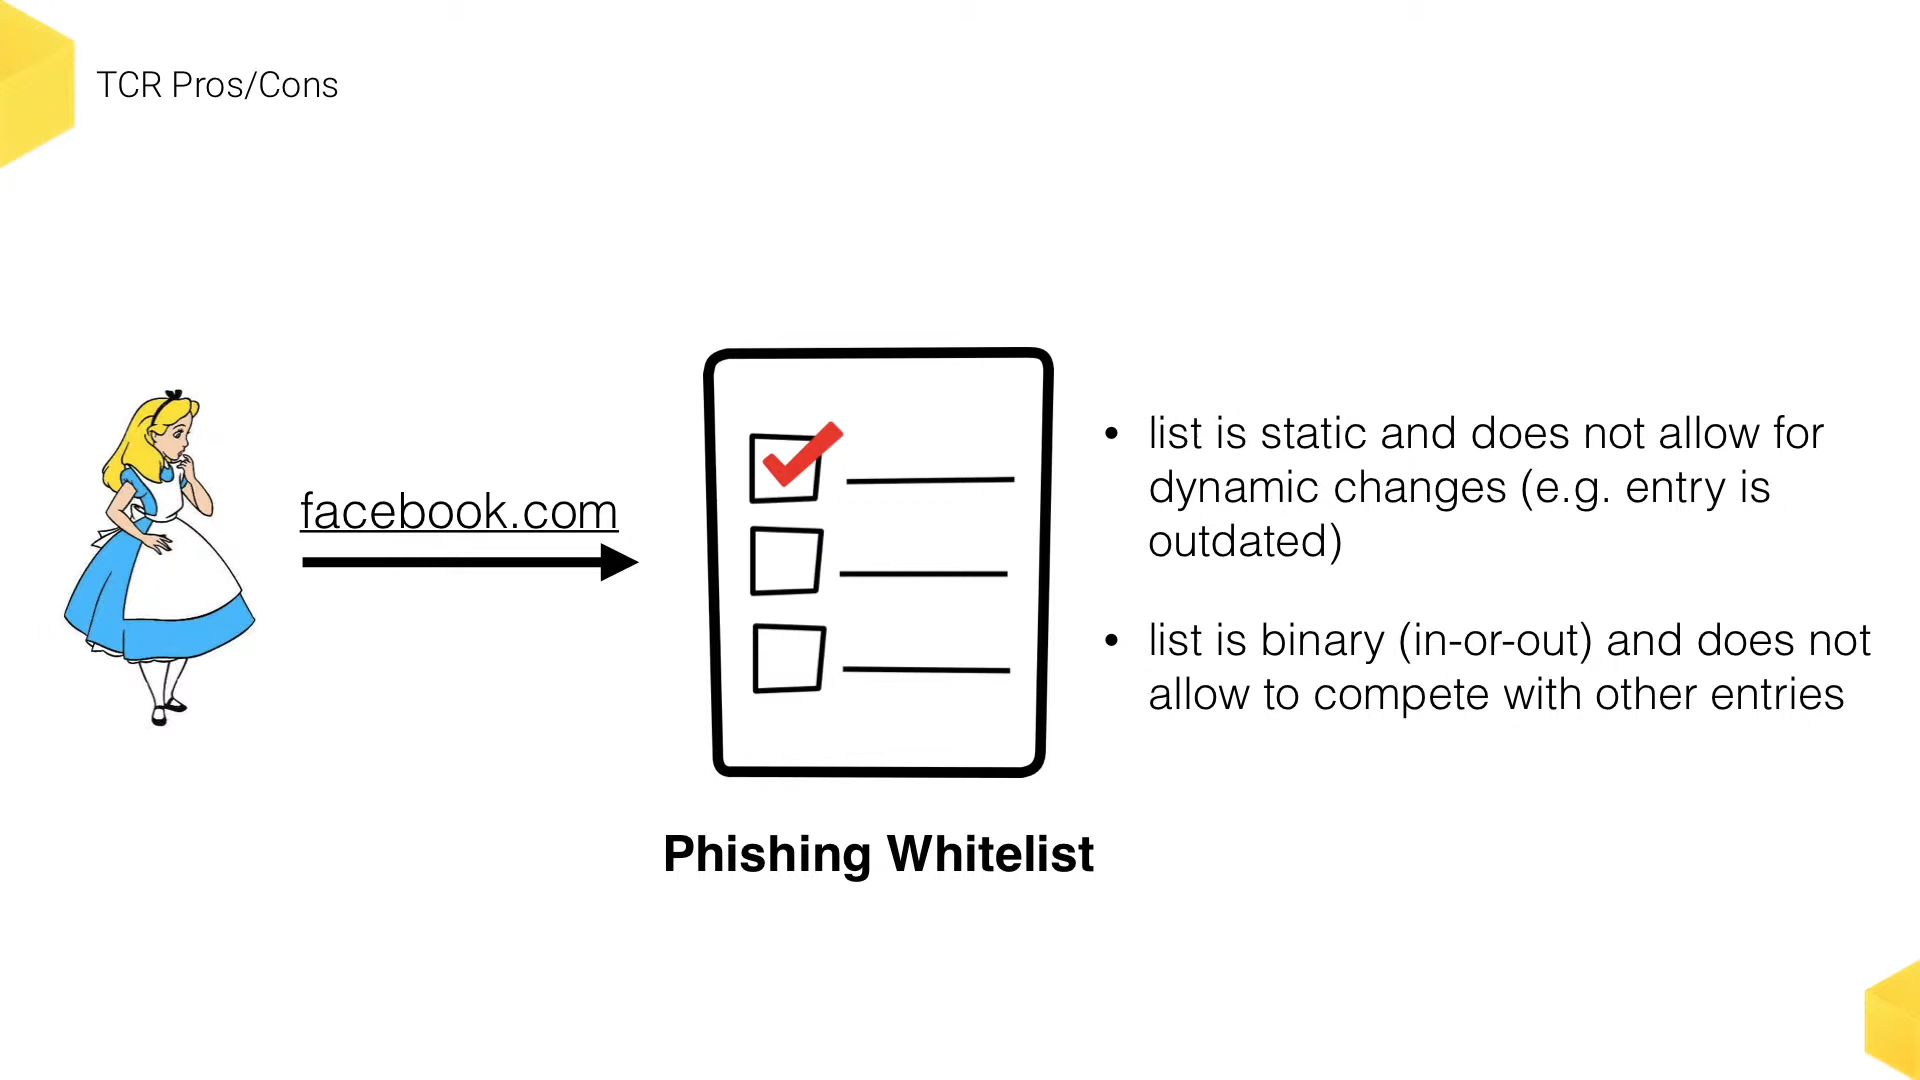 TCR Pros/Cons
facebook.com
• list is static and does not allow for
dynamic changes (e.g. entry is
outdated)
• list is binary (in-or-out) and does not
allow to compete with other entries
Phishing Whitelist